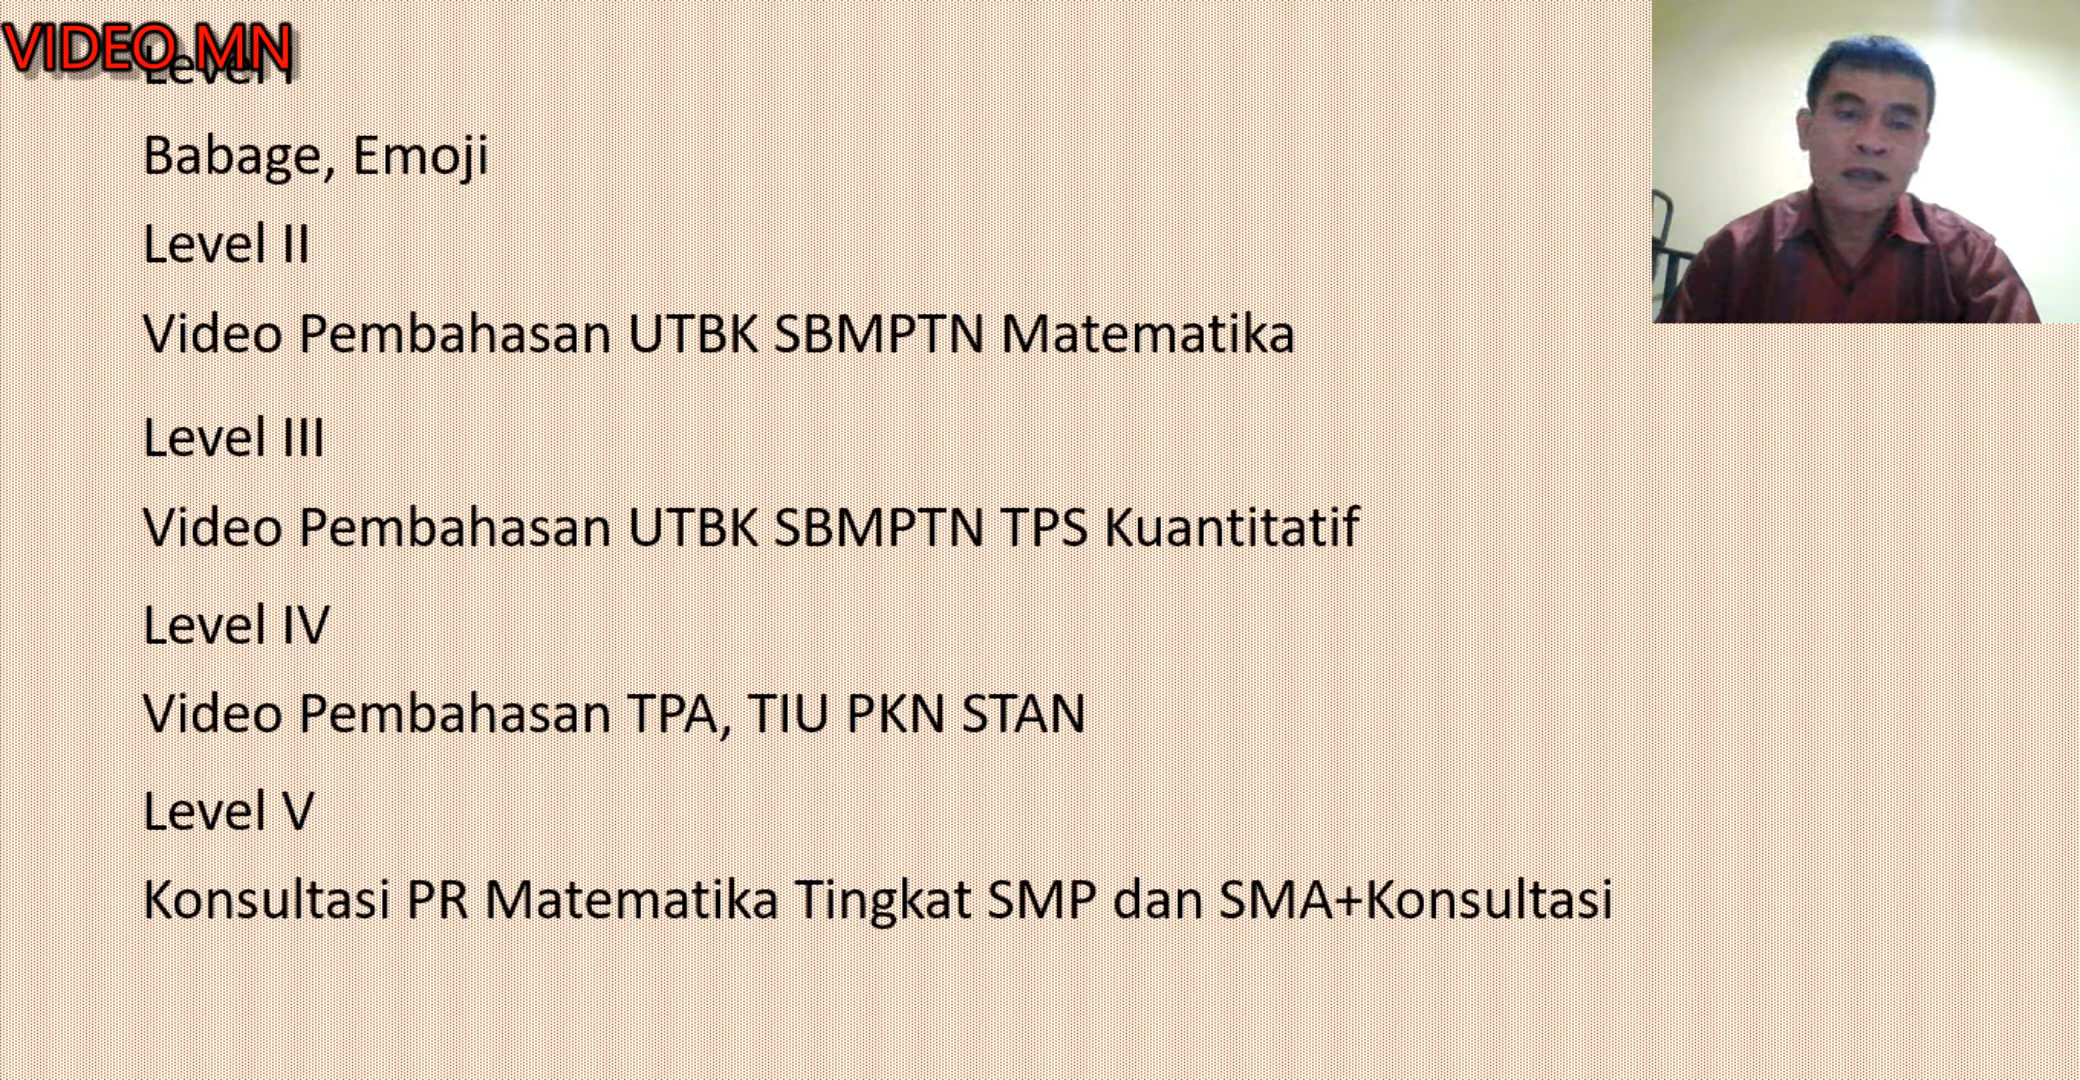 VIDEO MN
Level I
Babage, Emoji
Level II
Video Pembahasan UTBK SBMPTN Matematika
Level III
Video Pembahasan UTBK SBMPTN TPS Kuantitatif
Level IV
Video Pembahasan TPA, TIU PKN STAN
Level V
Konsultasi PR Matematika Tingkat SMP dan SMA+Konsultasi